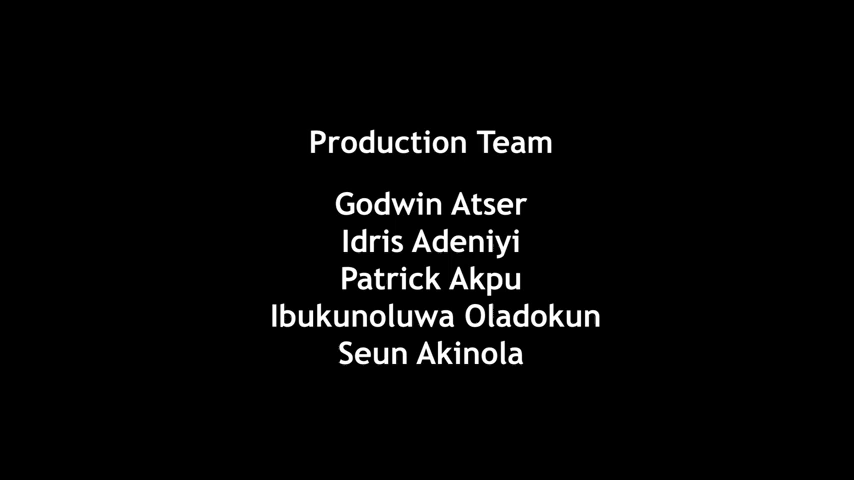 Production Team
Godwin Atser
Idris Adeniyi
Patrick Akpu
Ibukunoluwa Oladokun
Seun Akinola